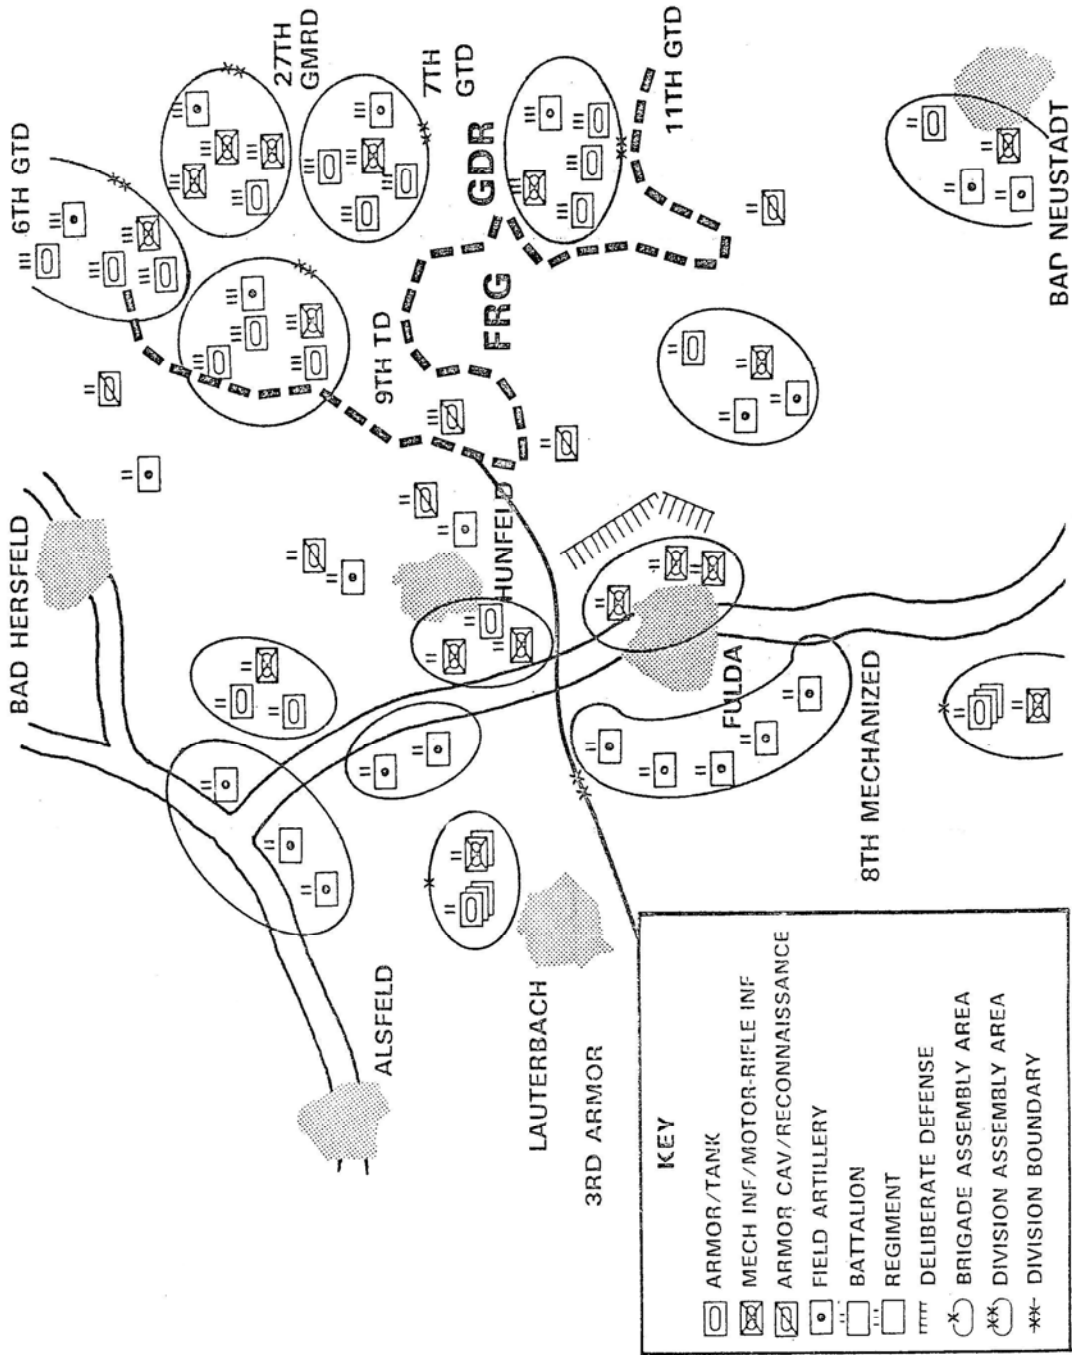 6TH GTD
27TH
GMRD
7TH
GTD
11TH GTD
GDR
FRG
9TH TD
BAD HERSFELD
HUNFELD
BAD NEUSTADT
FULDA
8TH MECHANIZED
ALSFELD
LAUTERBACH
3RD ARMOR
KEY
ARMOR/TANK
MECH INF/MOTOR-RIFLE INF
ARMOR CAV/RECONNAISSANCE
FIELD ARTILLERY
BATTALION
REGIMENT
DELIBERATE DEFENSE
BRIGADE ASSEMBLY AREA
DIVISION ASSEMBLY AREA
DIVISION BOUNDARY